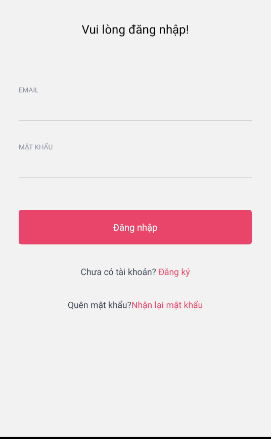 Vui lòng đăng nhập!
EMAIL
MẬT KHẨU
Đăng nhập
Chưa có tài khoản? Đăng ký
Quên mật khẩu?Nhận lại mật khẩu